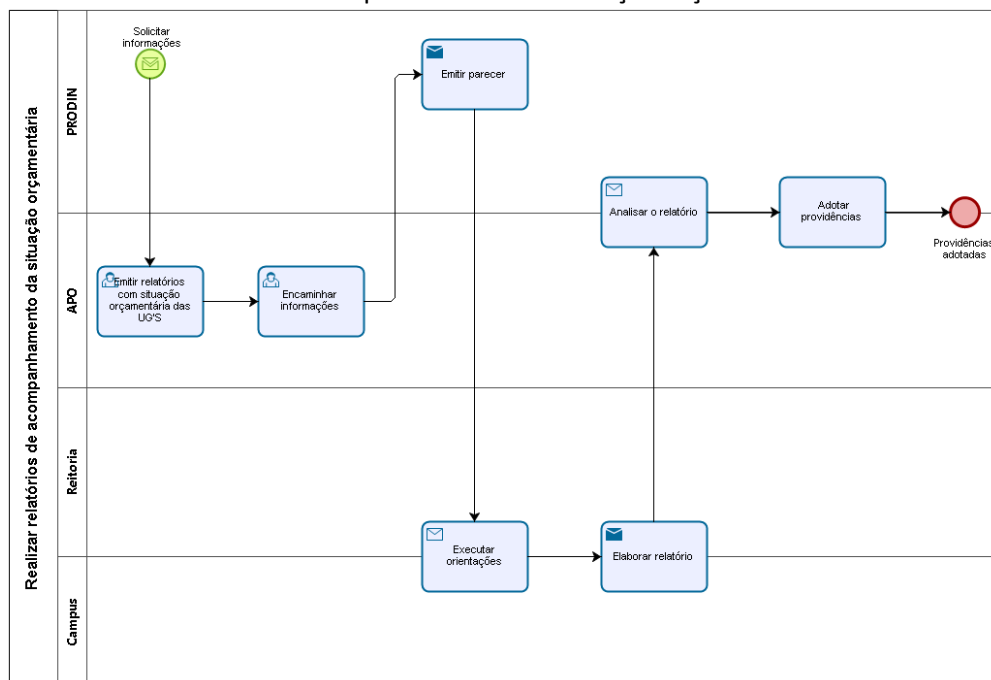 Realizar relatórios de acompanhamento da situação orçamentária
PRODIN
Solicitar
informações
Emitir parecer
Analisar o relatório
Adotar
providências
Providências
adotadas
APO
Emitir relatórios
com situação
orçamentária das
UG'S
Encaminhar
informações
Reitoria
Executar
orientações
Elaborar relatório
Campus